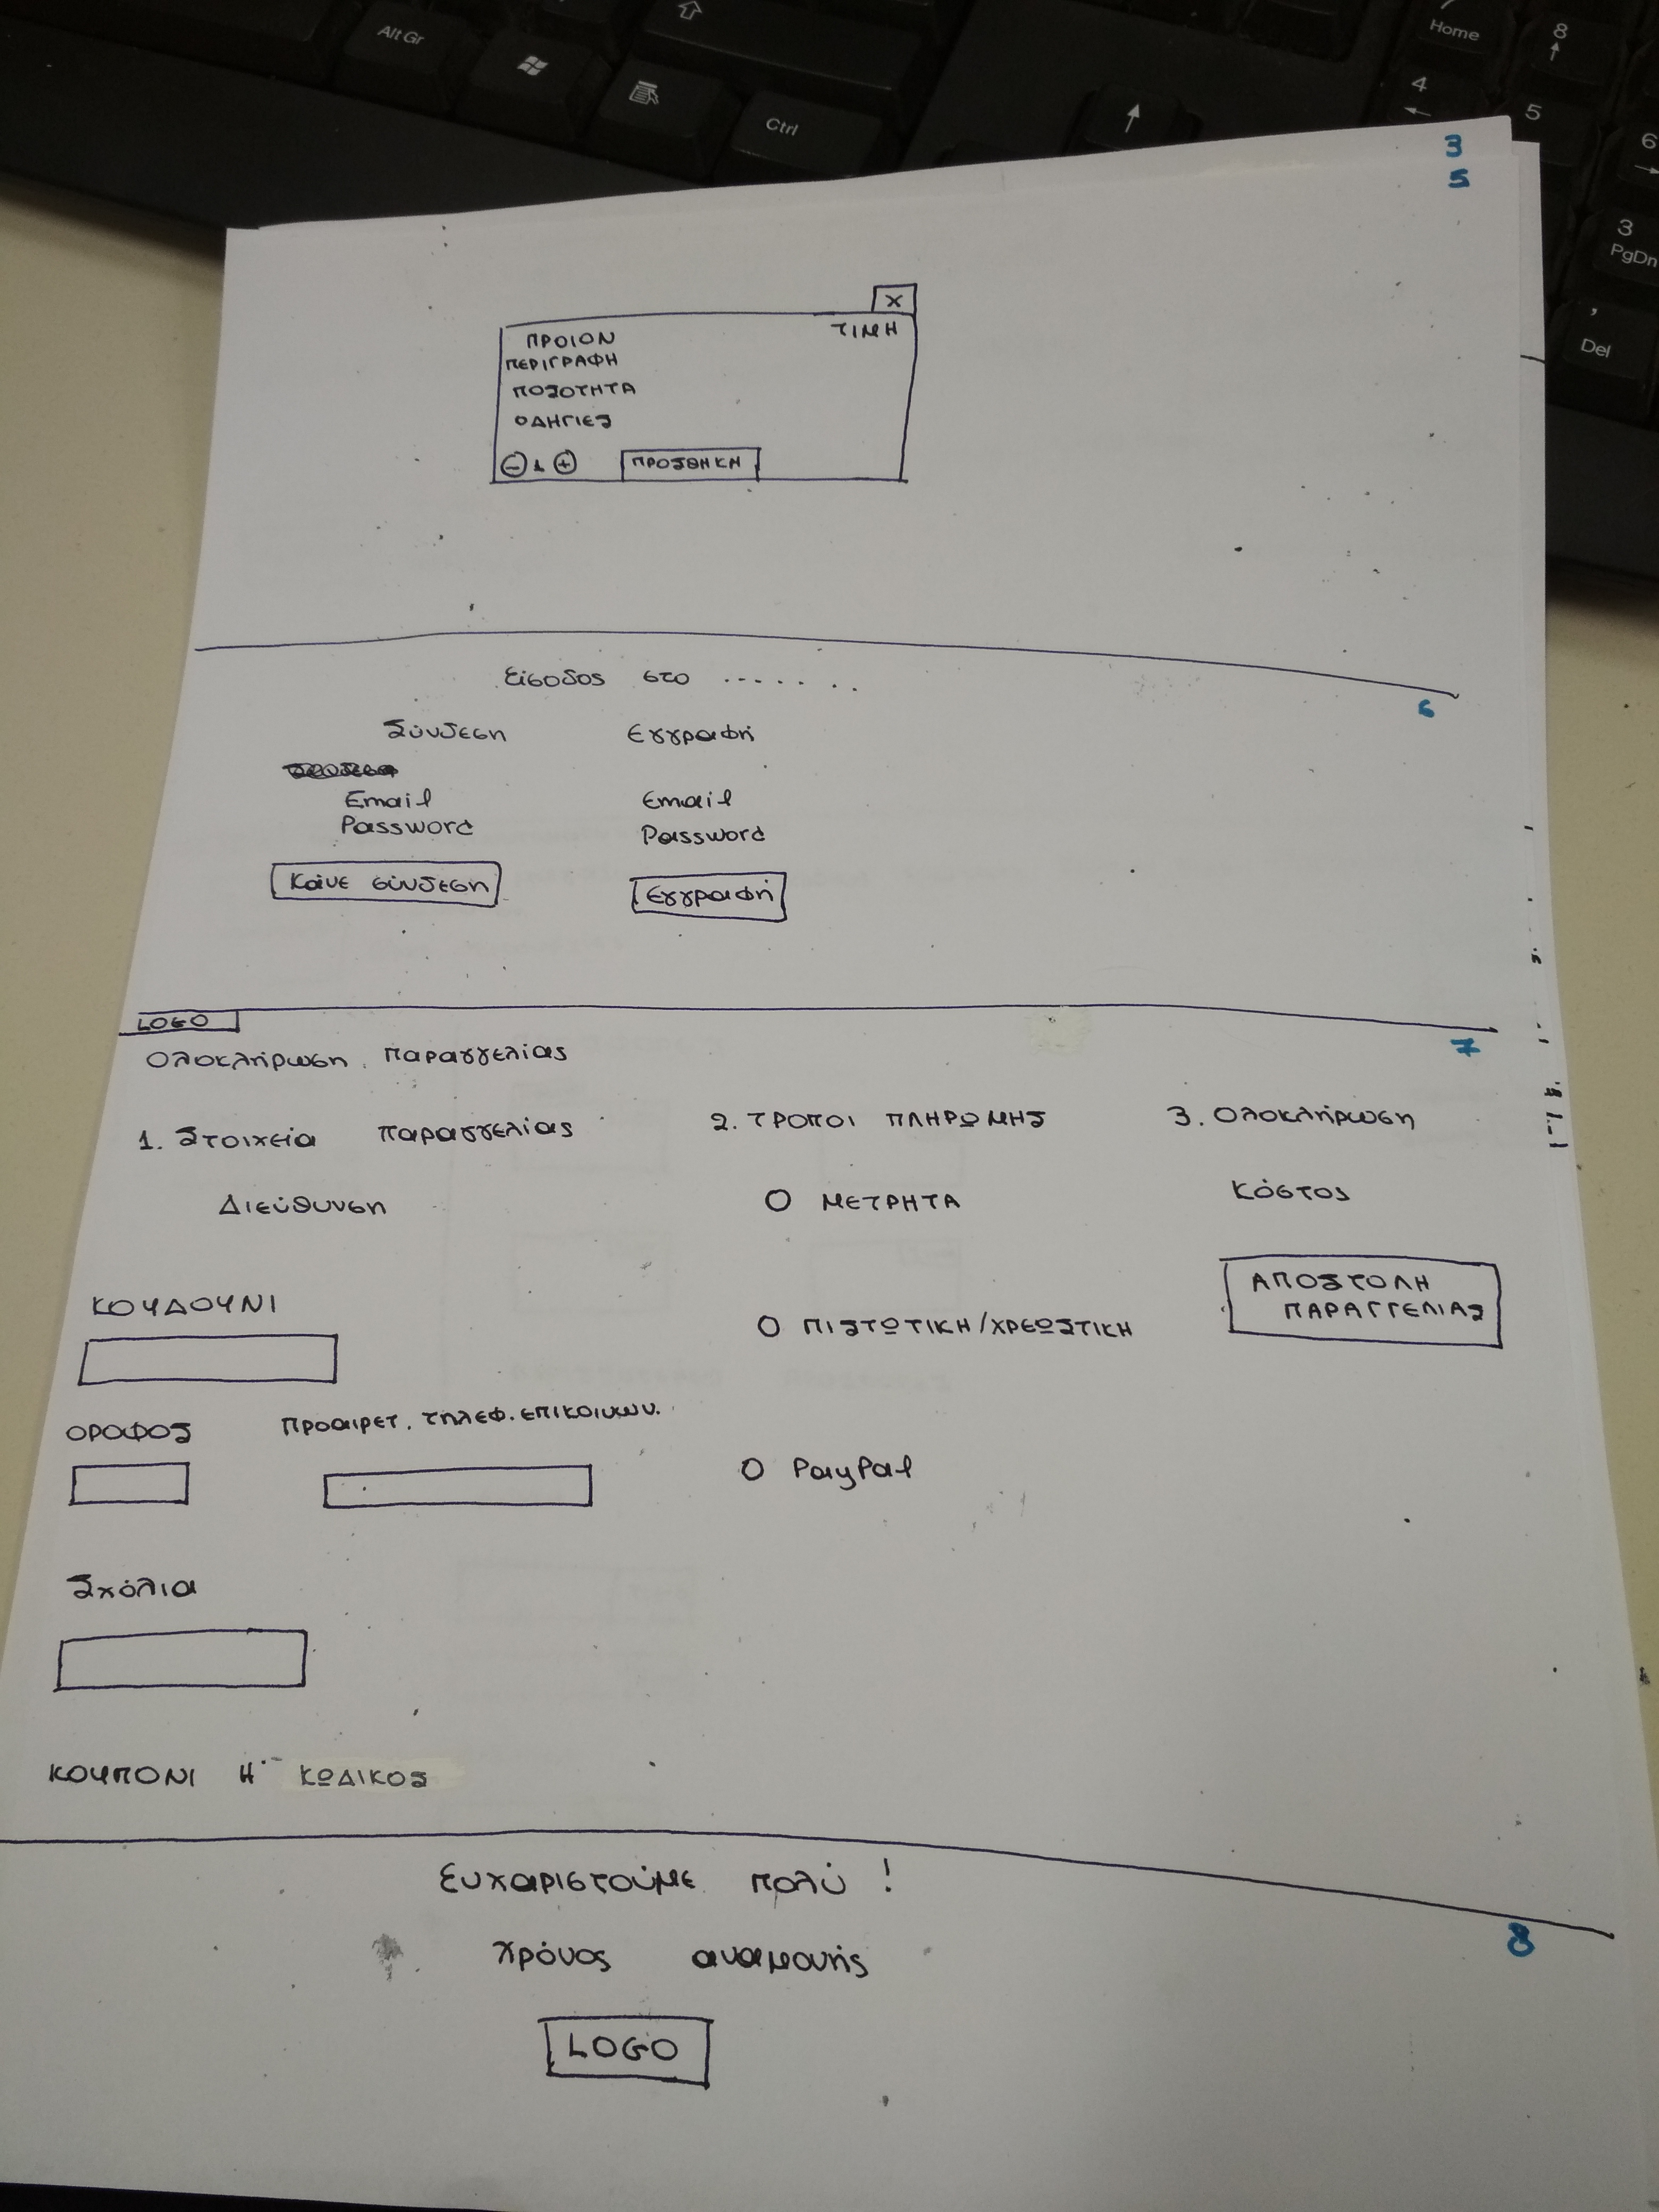 Alt Gr
Ctrl
Home
8
4
5
6
3
PgDn
,
Del
3
5
X
ΠΡΟΙΟΝ
ΤΙΜΗ
ΠΕΡΙΓΡΑΦΗ
ΠΟΣΟΤΗΤΑ
ΟΔΗΓΙΕΣ
- 1 +
ΠΡΟΣΘΗΚΗ
Είσοδος στο .......
6
Σύνδεση
Εγγραφή
Email
Email
Password
Password
Κάνε σύνδεση
Εγγραφή
LOGO
7
Ολοκλήρωση παραγγελίας
1. Στοιχεία παραγγελίας
2. ΤΡΟΠΟΙ ΠΛΗΡΩΜΗΣ
3. Ολοκλήρωση
Διεύθυνση
ΜΕΤΡΗΤΑ
Κόστος
ΑΠΟΣΤΟΛΗ
ΠΑΡΑΓΓΕΛΙΑΣ
ΚΟΥΔΟΥΝΙ
ΠΙΣΤΩΤΙΚΗ/ΧΡΕΩΣΤΙΚΗ
ΟΡΟΦΟΣ
Προαιρετ. τηλεφ. επικοινων.
PayPal
Σχόλια
ΚΟΥΠΟΝΙ Η' ΚΩΔΙΚΟΣ
Ευχαριστούμε πολύ !
8
Χρόνος αναμονής
LOGO